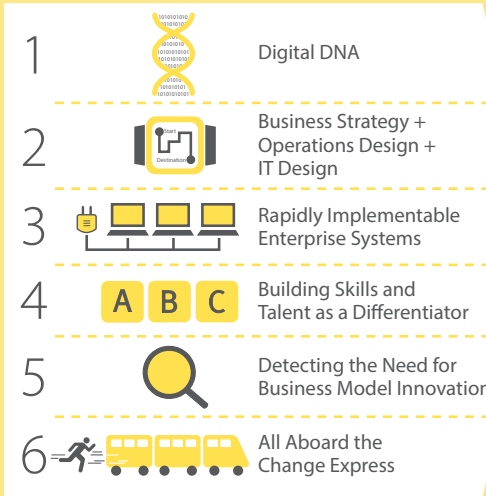 1
Digital DNA
2
Start
Destination
Business Strategy +
Operations Design +
IT Design
3
Rapidly Implementable
Enterprise Systems
4
A B C
Building Skills and
Talent as a Differentiator
5
Detecting the Need for
Business Model Innovation
6
All Aboard the
Change Express